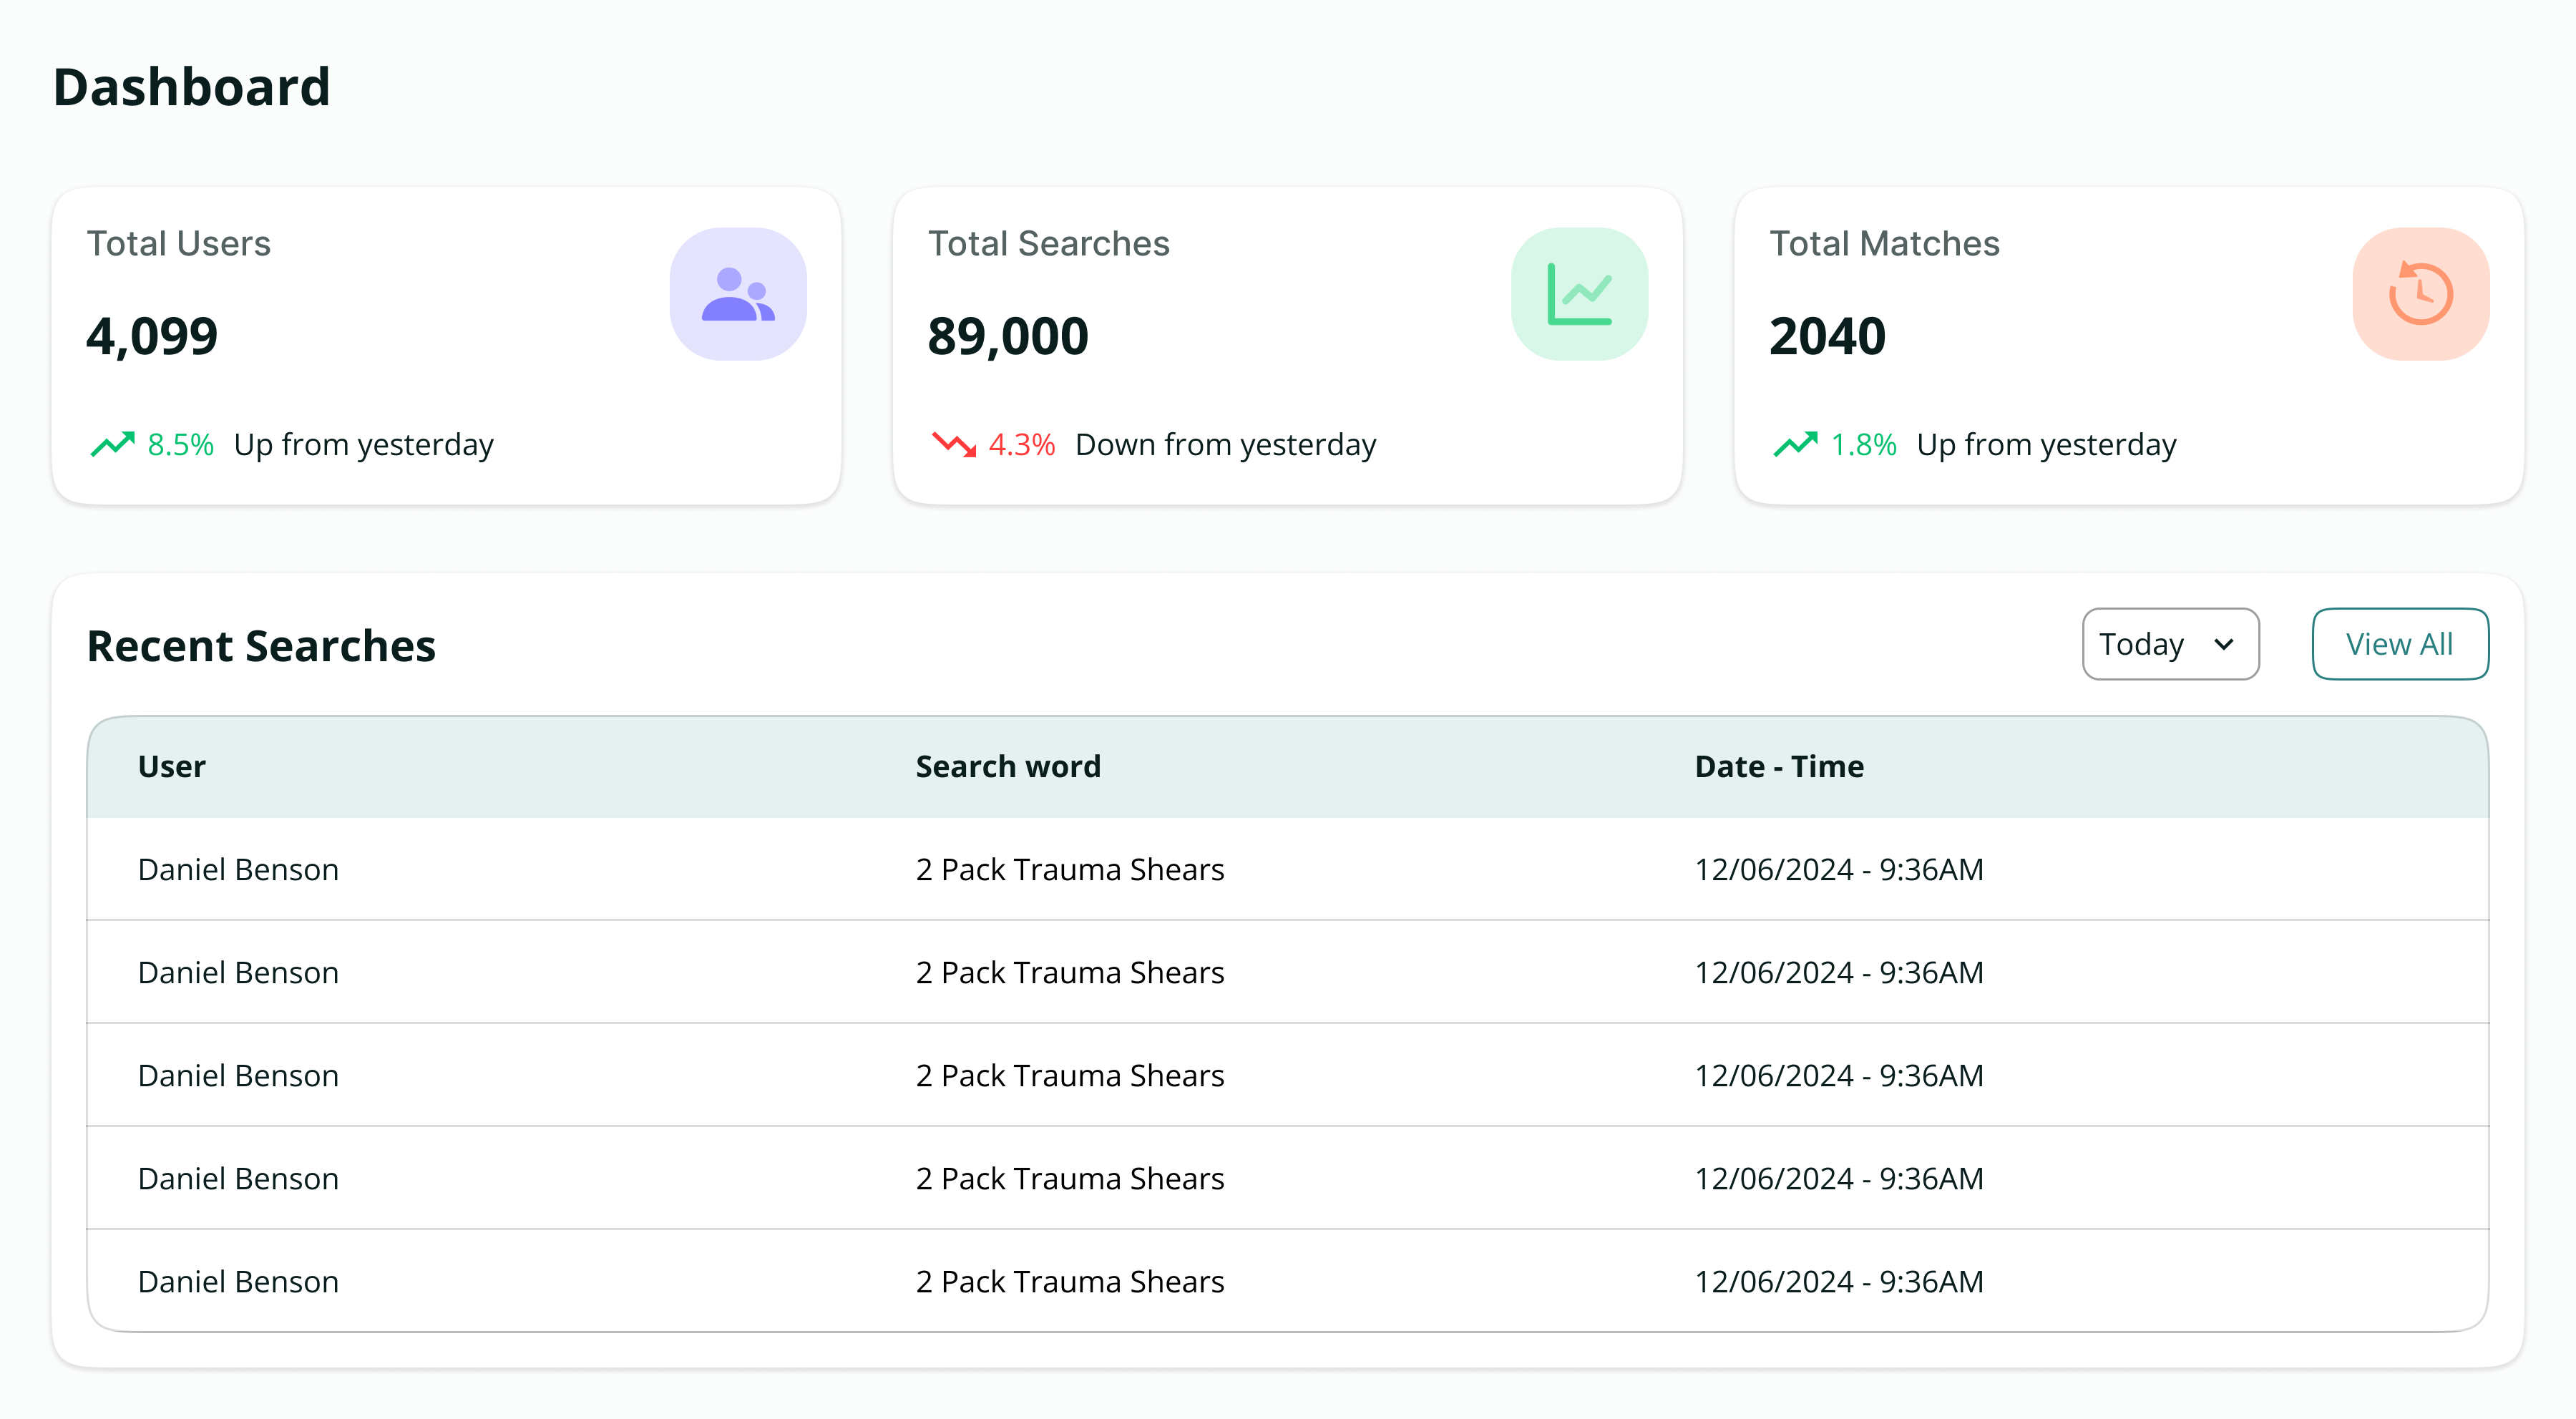 Dashboard
Total Users
4,099
8.5% Up from yesterday
Total Searches
89,000
4.3% Down from yesterday
Total Matches
2040
1.8% Up from yesterday
Recent Searches
Today
View All
User Search word Date - Time
Daniel Benson 2 Pack Trauma Shears 12/06/2024 - 9:36AM
Daniel Benson 2 Pack Trauma Shears 12/06/2024 - 9:36AM
Daniel Benson 2 Pack Trauma Shears 12/06/2024 - 9:36AM
Daniel Benson 2 Pack Trauma Shears 12/06/2024 - 9:36AM
Daniel Benson 2 Pack Trauma Shears 12/06/2024 - 9:36AM